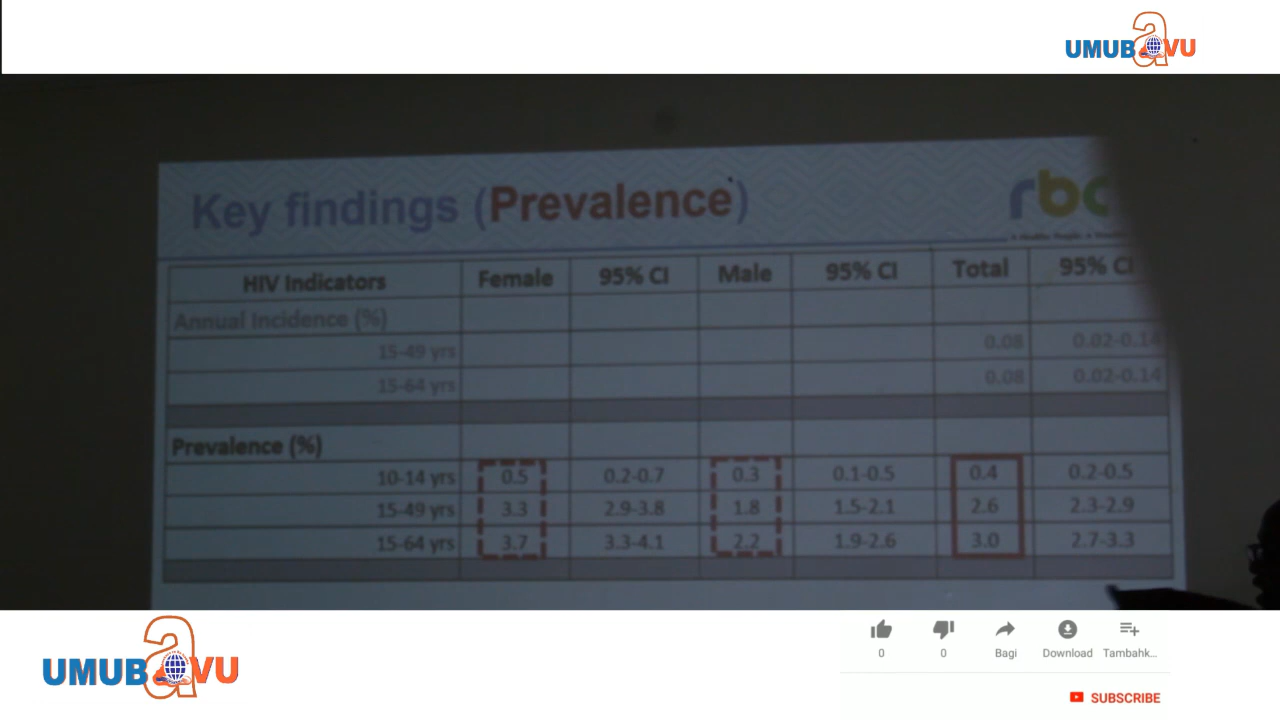 UMUBaVU
Key findings (Prevalence)
rbc
HIV Indicators Female 95% CI Male 95% CI Total 95% CI
Annual Incidence (%)
15-49 yrs 0.08 0.02-0.14
15-64 yrs 0.08 0.02-0.14
Prevalence (%)
10-14 yrs 0.5 0.2-0.7 0.3 0.1-0.5 0.4 0.2-0.5
15-49 yrs 3.3 2.9-3.8 1.8 1.5-2.1 2.6 2.3-2.9
15-64 yrs 3.7 3.3-4.1 2.2 1.9-2.6 3.0 2.7-3.3
UMUBaVU
0 0 Bagi Download Tambahk...
SUBSCRIBE